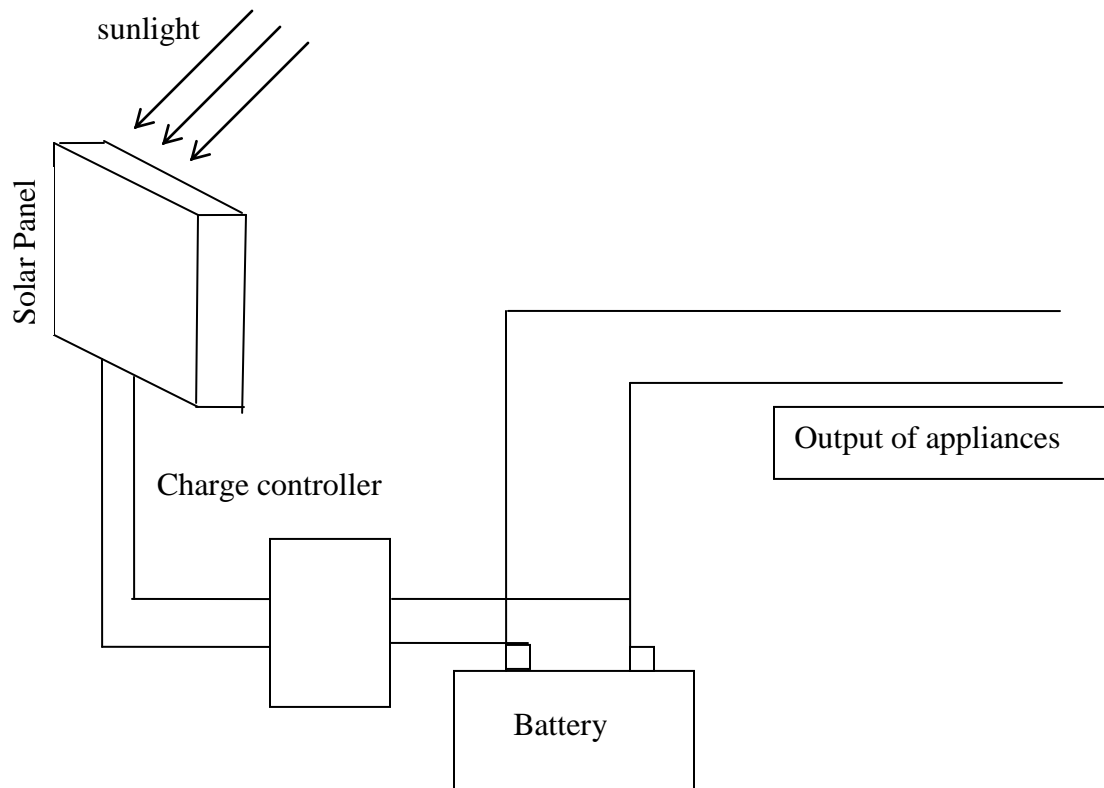 sunlight
Solar Panel
Output of appliances
Charge controller
Battery